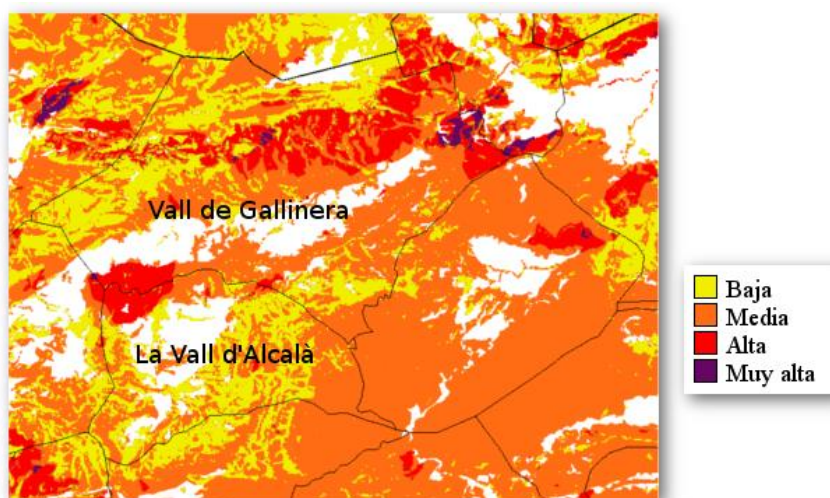 Vall de Gallinera
La Vall d'Alcalà
Baja
Media
Alta
Muy alta